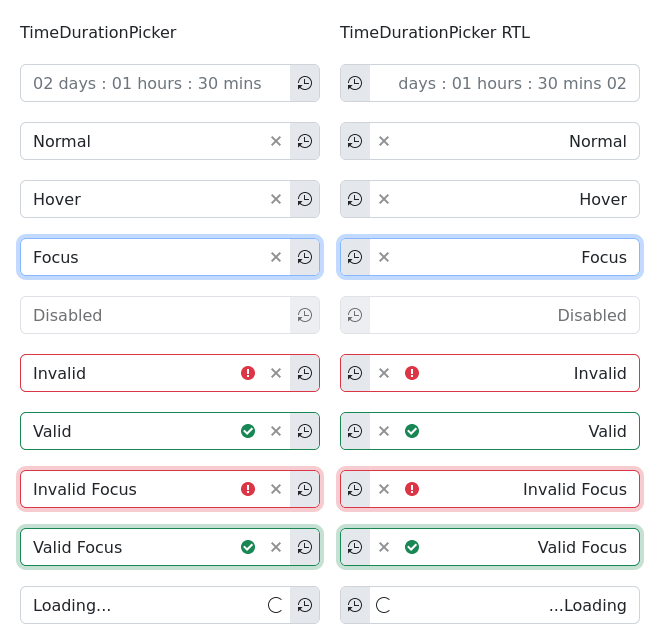 TimeDurationPicker
02 days : 01 hours : 30 mins
Normal
Hover
Focus
Disabled
Invalid
Valid
Invalid Focus
Valid Focus
Loading...
TimeDurationPicker RTL
days : 01 hours : 30 mins 02
Normal
Hover
Focus
Disabled
Invalid
Valid
Invalid Focus
Valid Focus
...Loading